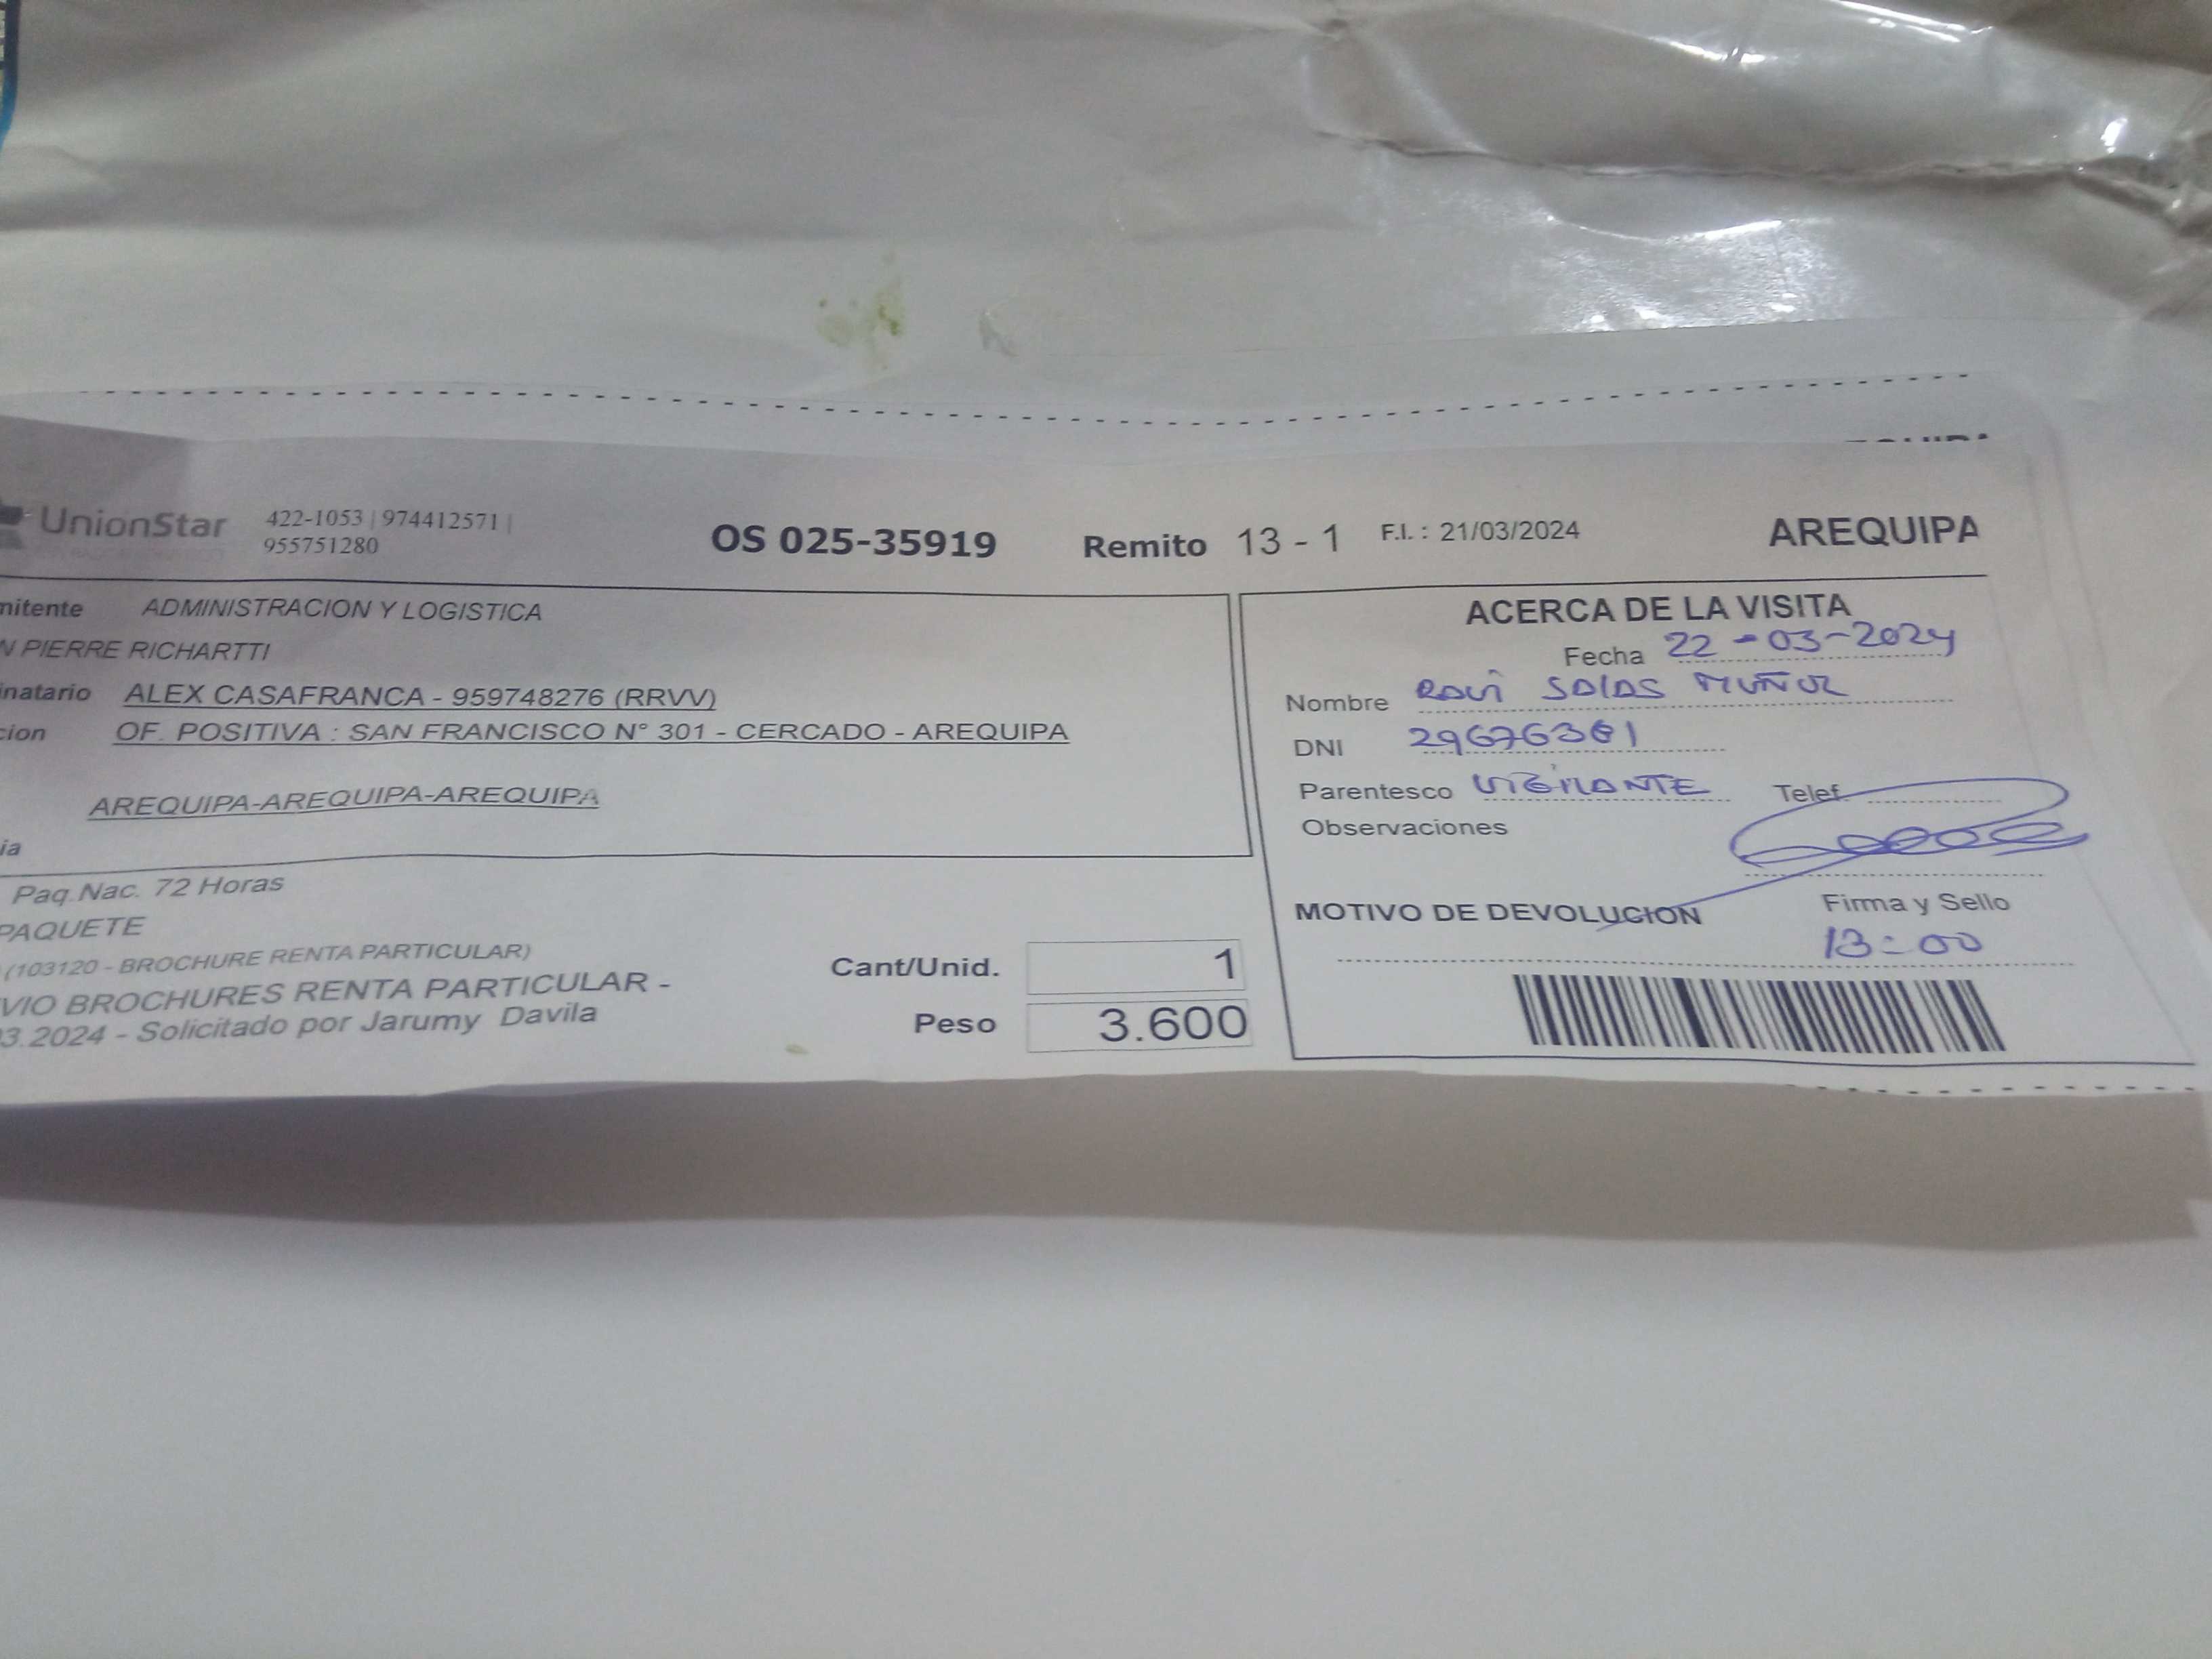 UnionStar
422-1053 | 974412571 |
955751280
OS 025-35919 Remito 13 - 1 F.I. : 21/03/2024 AREQUIPA
mitente ADMINISTRACION Y LOGISTICA
N PIERRE RICHARTTI
inatario ALEX CASAFRANCA - 959748276 (RRVV)
cion OF. POSITIVA : SAN FRANCISCO N° 301 - CERCADO - AREQUIPA
AREQUIPA-AREQUIPA-AREQUIPA
ia
Paq.Nac. 72 Horas
PAQUETE
(103120 - BROCHURE RENTA PARTICULAR)
VIO BROCHURES RENTA PARTICULAR -
3.2024 - Solicitado por Jarumy Davila
Cant/Unid. 1
Peso 3.600
ACERCA DE LA VISITA
Fecha 22-03-2024
Nombre SALAS MUÑOZ
DNI
Parentesco VIGILANTE Telef.
Observaciones
MOTIVO DE DEVOLUCION
Firma y Sello
13:00